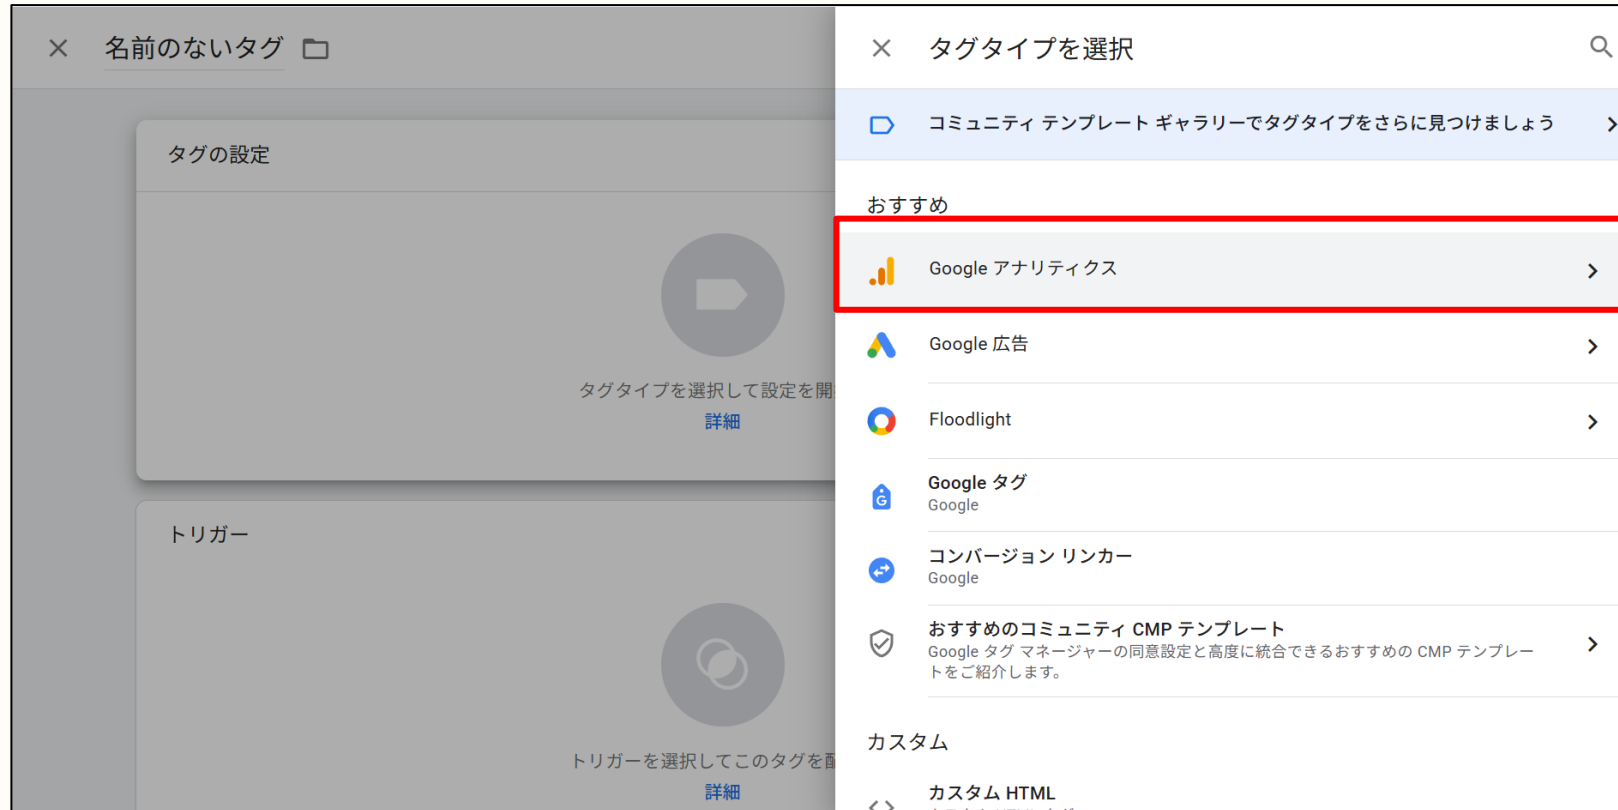 名前のないタグ
タグの設定
タグタイプを選択して設定を開
詳細
トリガー
トリガーを選択してこのタグを配
詳細
タグタイプを選択
コミュニティ テンプレート ギャラリーでタグタイプをさらに見つけましょう
おすすめ
Google アナリティクス
Google 広告
Floodlight
Google タグ
Google
コンバージョン リンカー
Google
おすすめのコミュニティ CMP テンプレート
Google タグ マネージャーの同意設定と高度に統合できるおすすめの CMP テンプレー
トをご紹介します。
カスタム
カスタム HTML